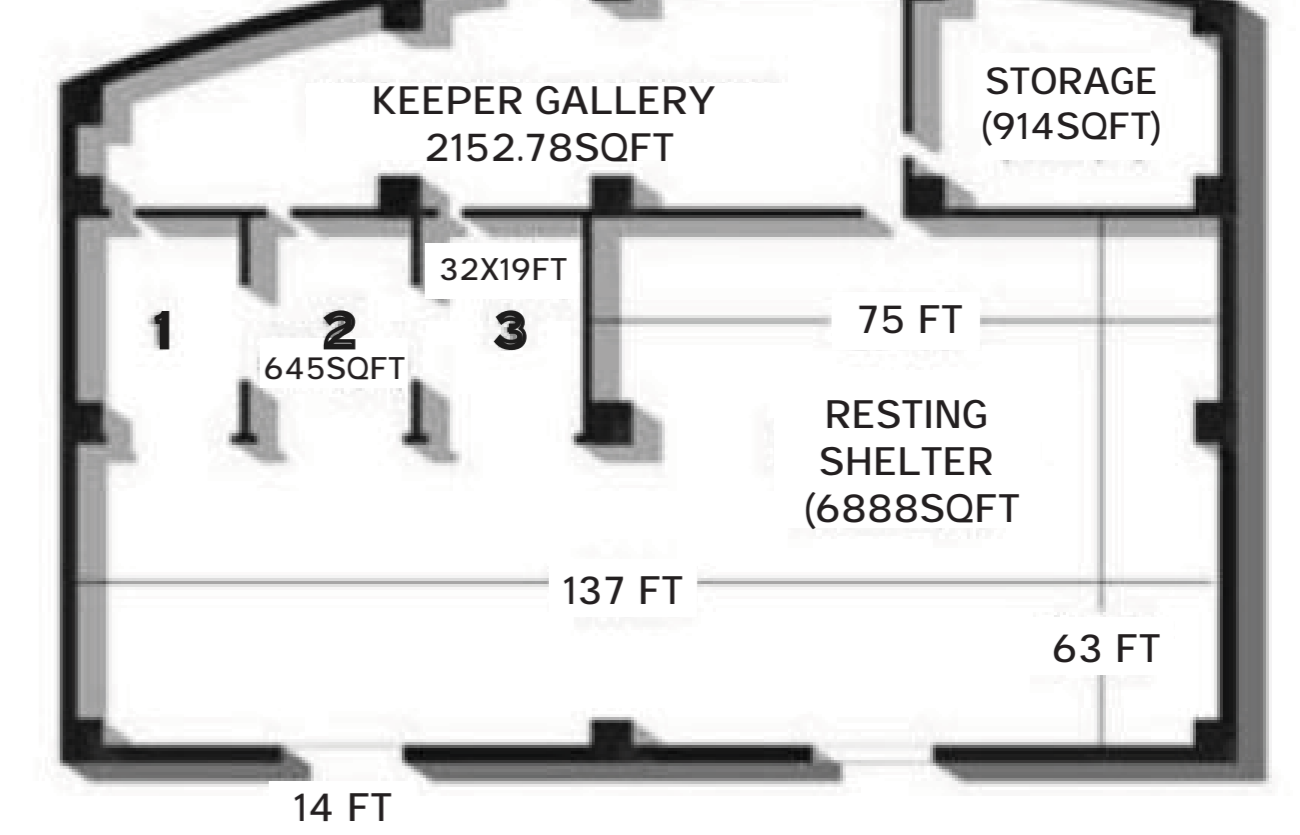 KEEPER GALLERY
2152.78SQFT
STORAGE
(914SQFT)
32X19FT
1
2
3
645SQFT
75 FT
RESTING
SHELTER
(6888SQFT
137 FT
63 FT
14 FT